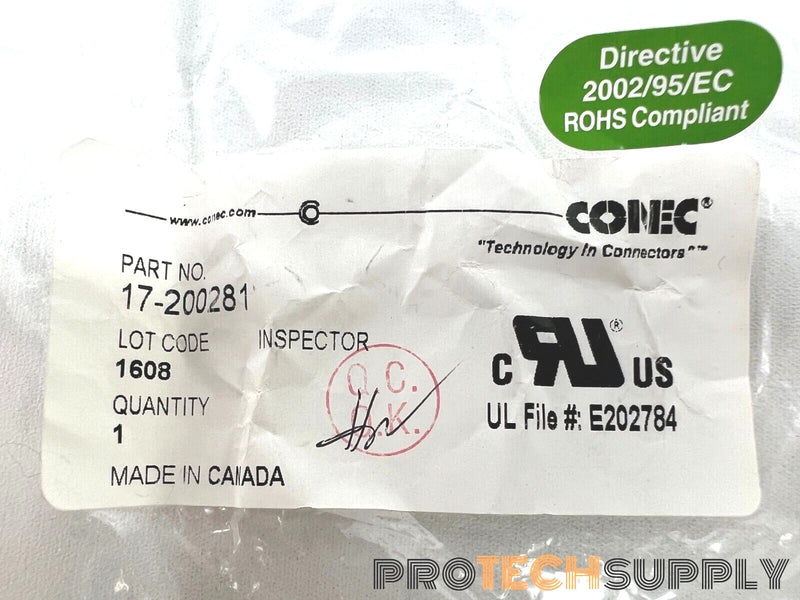 Directive
2002/95/EC
ROHS Compliant
www.conec.com
CONEC®
"Technology In Connectors"™
PART NO.
17-200281
LOT CODE INSPECTOR
1608
Q.C.
O.K.
QUANTITY
1
C RU® US
UL File #: E202784
MADE IN CANADA
PROTECHSUPPLY